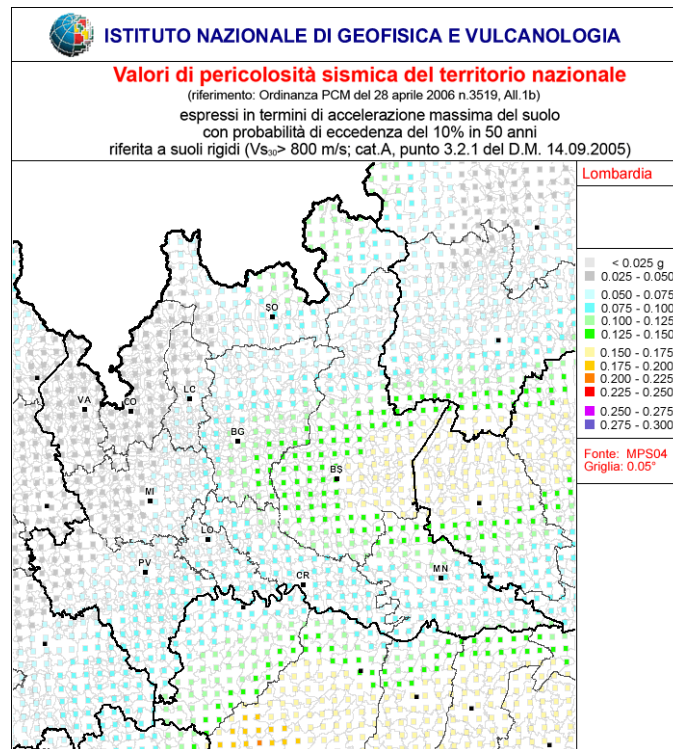 ISTITUTO NAZIONALE DI GEOFISICA E VULCANOLOGIA
Valori di pericolosità sismica del territorio nazionale
(riferimento: Ordinanza PCM del 28 aprile 2006 n.3519, All.1b)
espressi in termini di accelerazione massima del suolo
con probabilità di eccedenza del 10% in 50 anni
riferita a suoli rigidi (Vs₃₀> 800 m/s; cat.A, punto 3.2.1 del D.M. 14.09.2005)
Lombardia
< 0.025 g
0.025 - 0.050
0.050 - 0.075
0.075 - 0.100
0.100 - 0.125
0.125 - 0.150
0.150 - 0.175
0.175 - 0.200
0.200 - 0.225
0.225 - 0.250
0.250 - 0.275
0.275 - 0.300
Fonte: MPS04
Griglia: 0.05°
SO
LC
VA
CO
BG
BS
MI
LO
PV
CR
MN